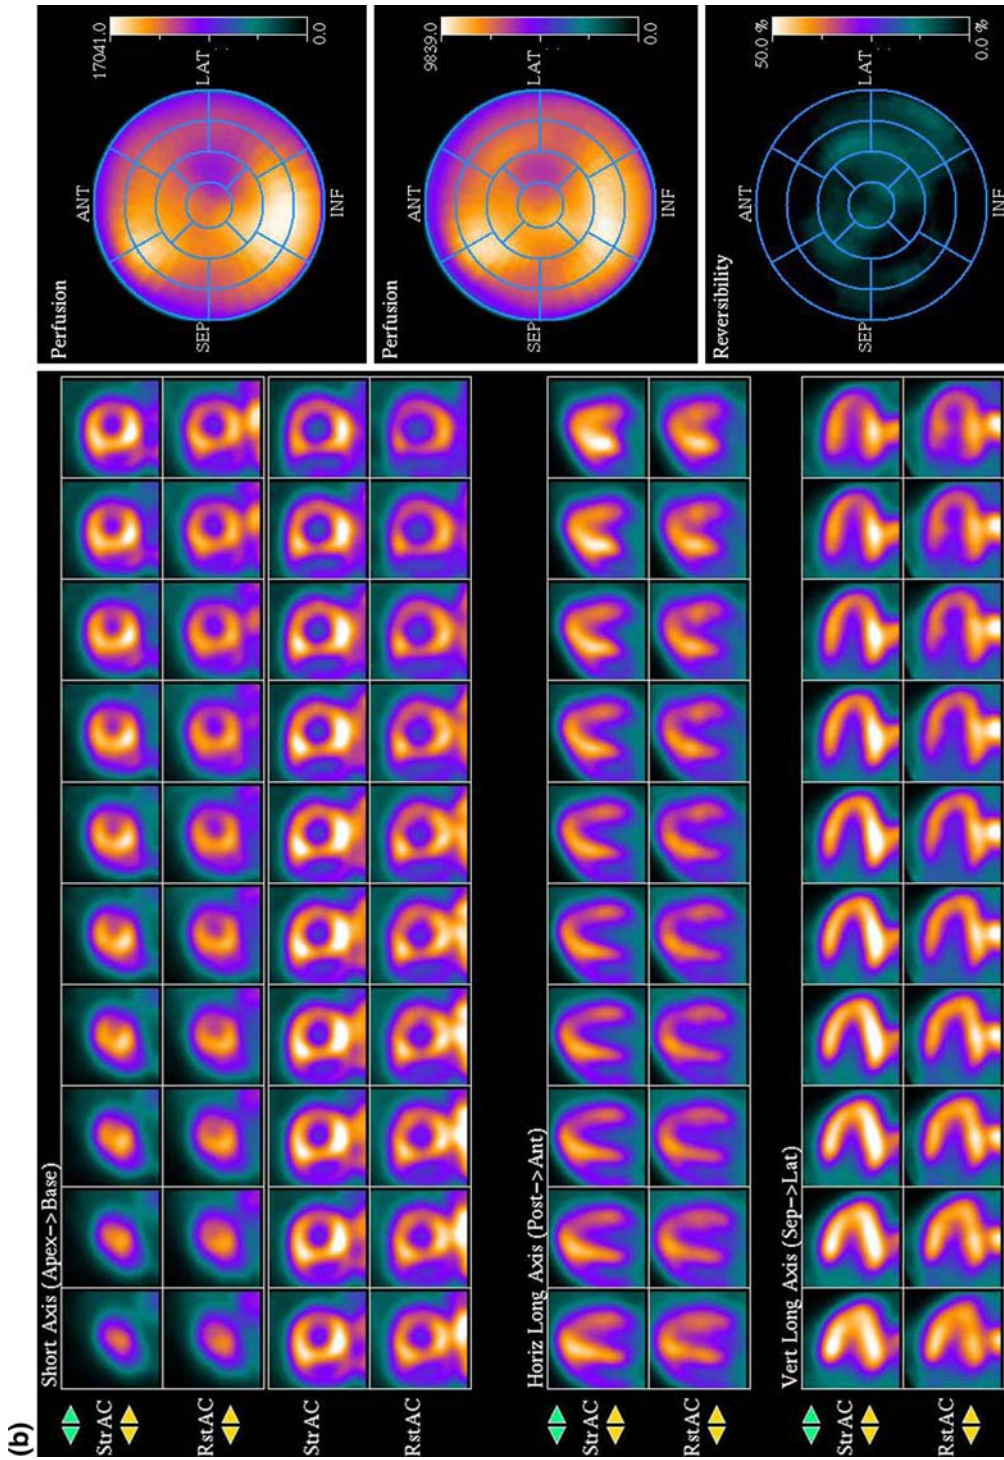 (b)
Short Axis (Apex-->Base)
StrAC
RstAC
StrAC
RstAC
Horiz Long Axis (Post-->Ant)
StrAC
RstAC
Vert Long Axis (Sep-->Lat)
StrAC
RstAC
Perfusion
ANT
SEP
LAT
INF
17041.0
0.0
Perfusion
ANT
SEP
LAT
INF
9839.0
0.0
Reversibility
ANT
SEP
LAT
INF
50.0 %
0.0 %